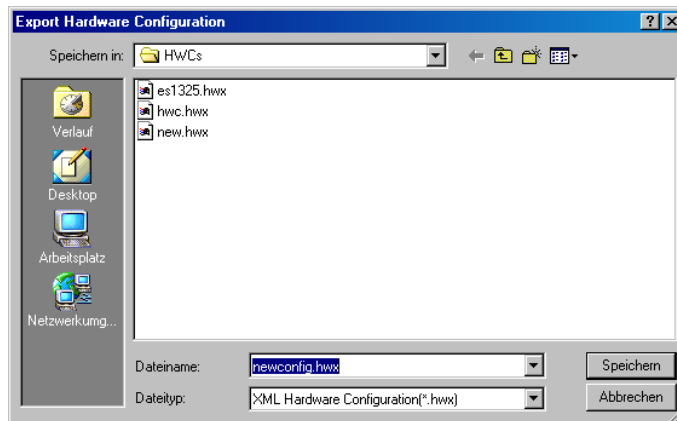 Export Hardware Configuration
Speichern in: HWCs
es1325.hwx
hwc.hwx
new.hwx
Verlauf
Desktop
Arbeitsplatz
Netzwerkumg...
Dateiname: newconfig.hwx Speichern
Dateityp: XML Hardware Configuration(*.hwx) Abbrechen